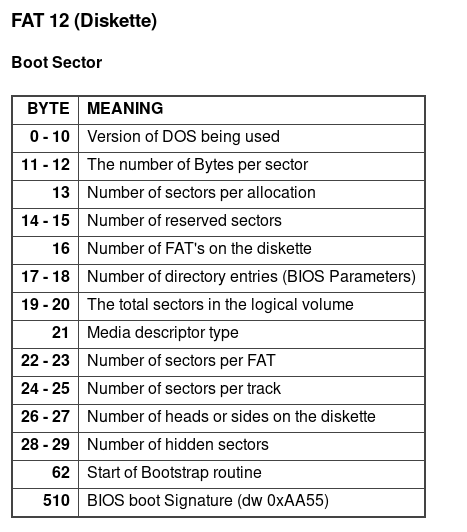 FAT 12 (Diskette)
Boot Sector
BYTE MEANING
0 - 10 Version of DOS being used
11 - 12 The number of Bytes per sector
13 Number of sectors per allocation
14 - 15 Number of reserved sectors
16 Number of FAT's on the diskette
17 - 18 Number of directory entries (BIOS Parameters)
19 - 20 The total sectors in the logical volume
21 Media descriptor type
22 - 23 Number of sectors per FAT
24 - 25 Number of sectors per track
26 - 27 Number of heads or sides on the diskette
28 - 29 Number of hidden sectors
62 Start of Bootstrap routine
510 BIOS boot Signature (dw 0xAA55)